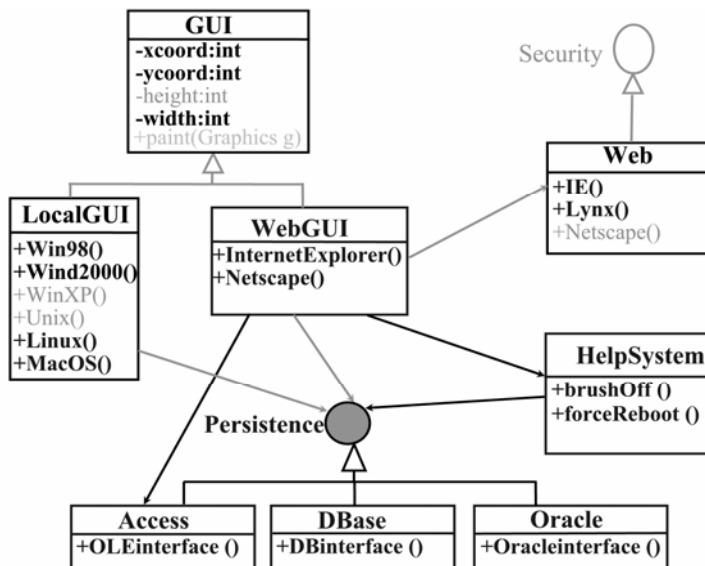 GUI
-xcoord:int
-ycoord:int
-height:int
-width:int
+paint(Graphics g)
Security
Web
+IE()
+Lynx()
+Netscape()
LocalGUI
+Win98()
+Wind2000()
+WinXP()
+Unix()
+Linux()
+MacOS()
WebGUI
+InternetExplorer()
+Netscape()
HelpSystem
+brushOff ()
+forceReboot ()
Persistence
Access
+OLEinterface ()
DBase
+DBinterface ()
Oracle
+Oracleinterface ()